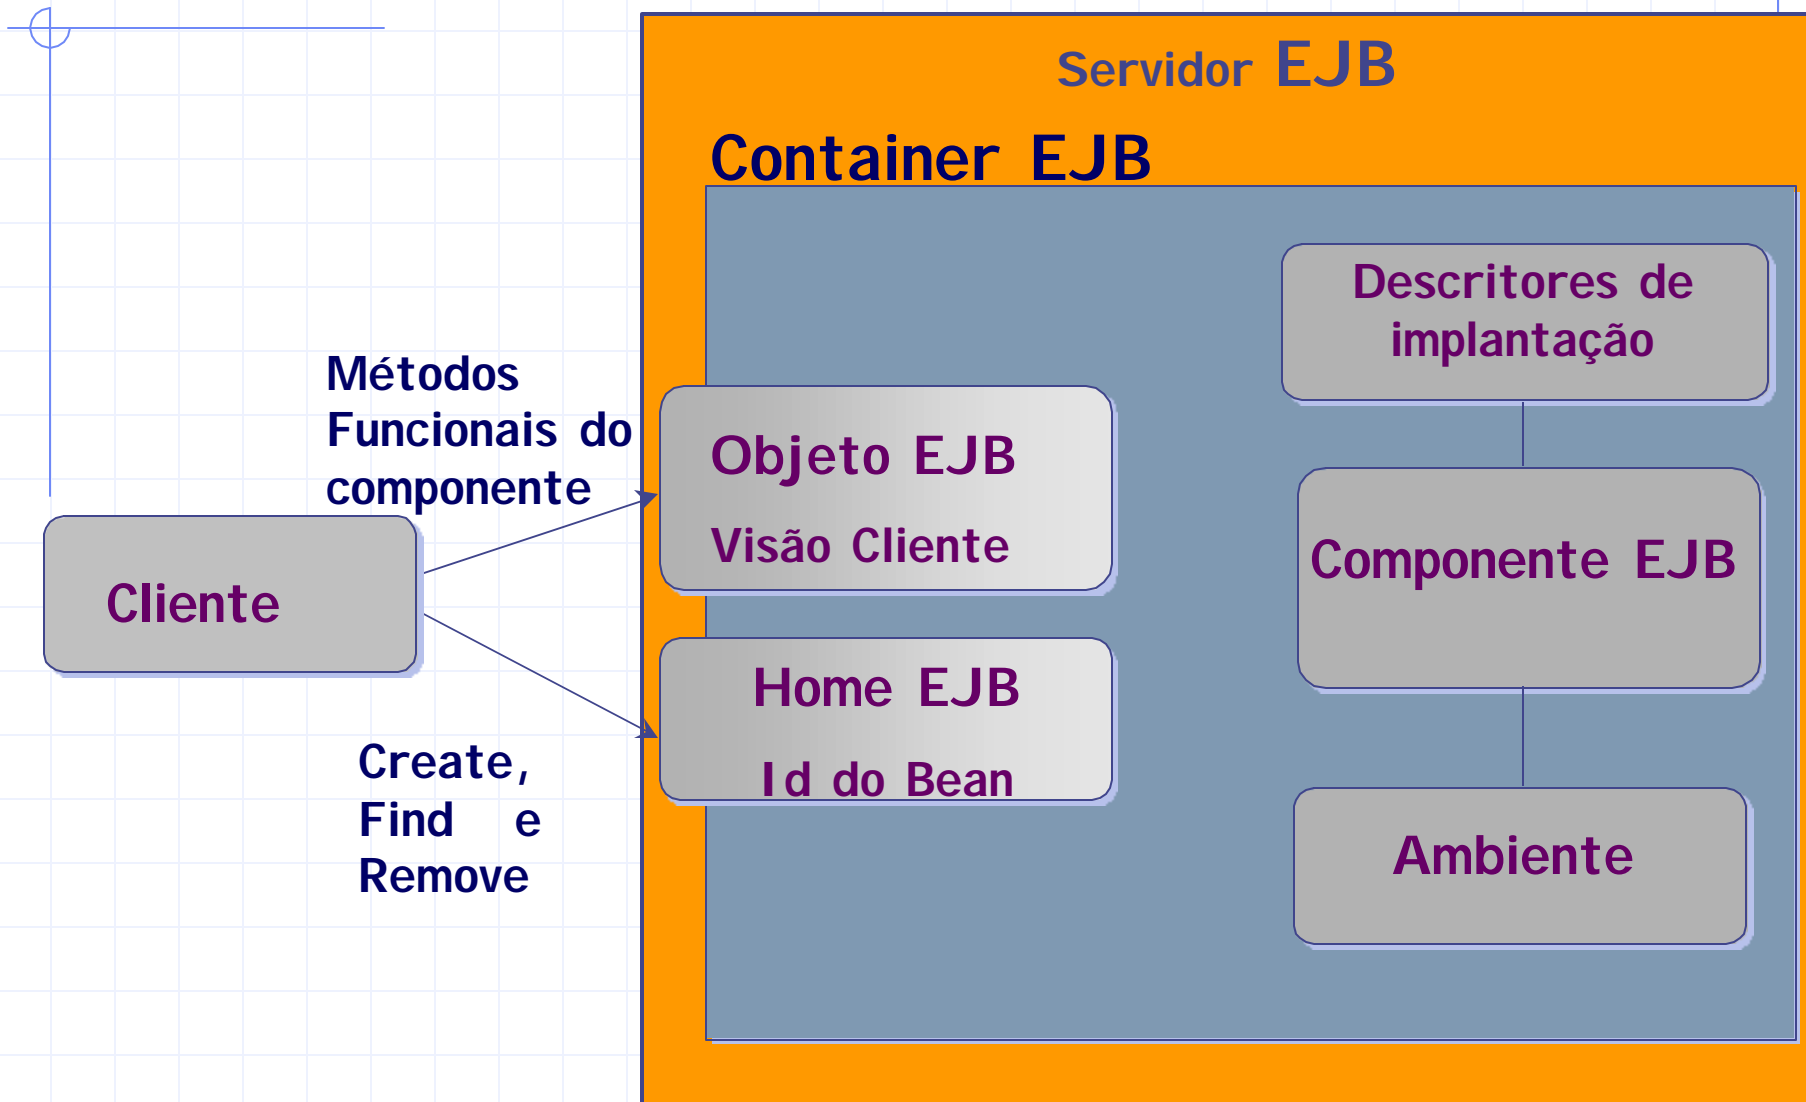 Servidor EJB
Container EJB
Descritores de
implantação
Métodos
Funcionais do
componente
Objeto EJB
Visão Cliente
Componente EJB
Cliente
Home EJB
Id do Bean
Create,
Find e
Remove
Ambiente